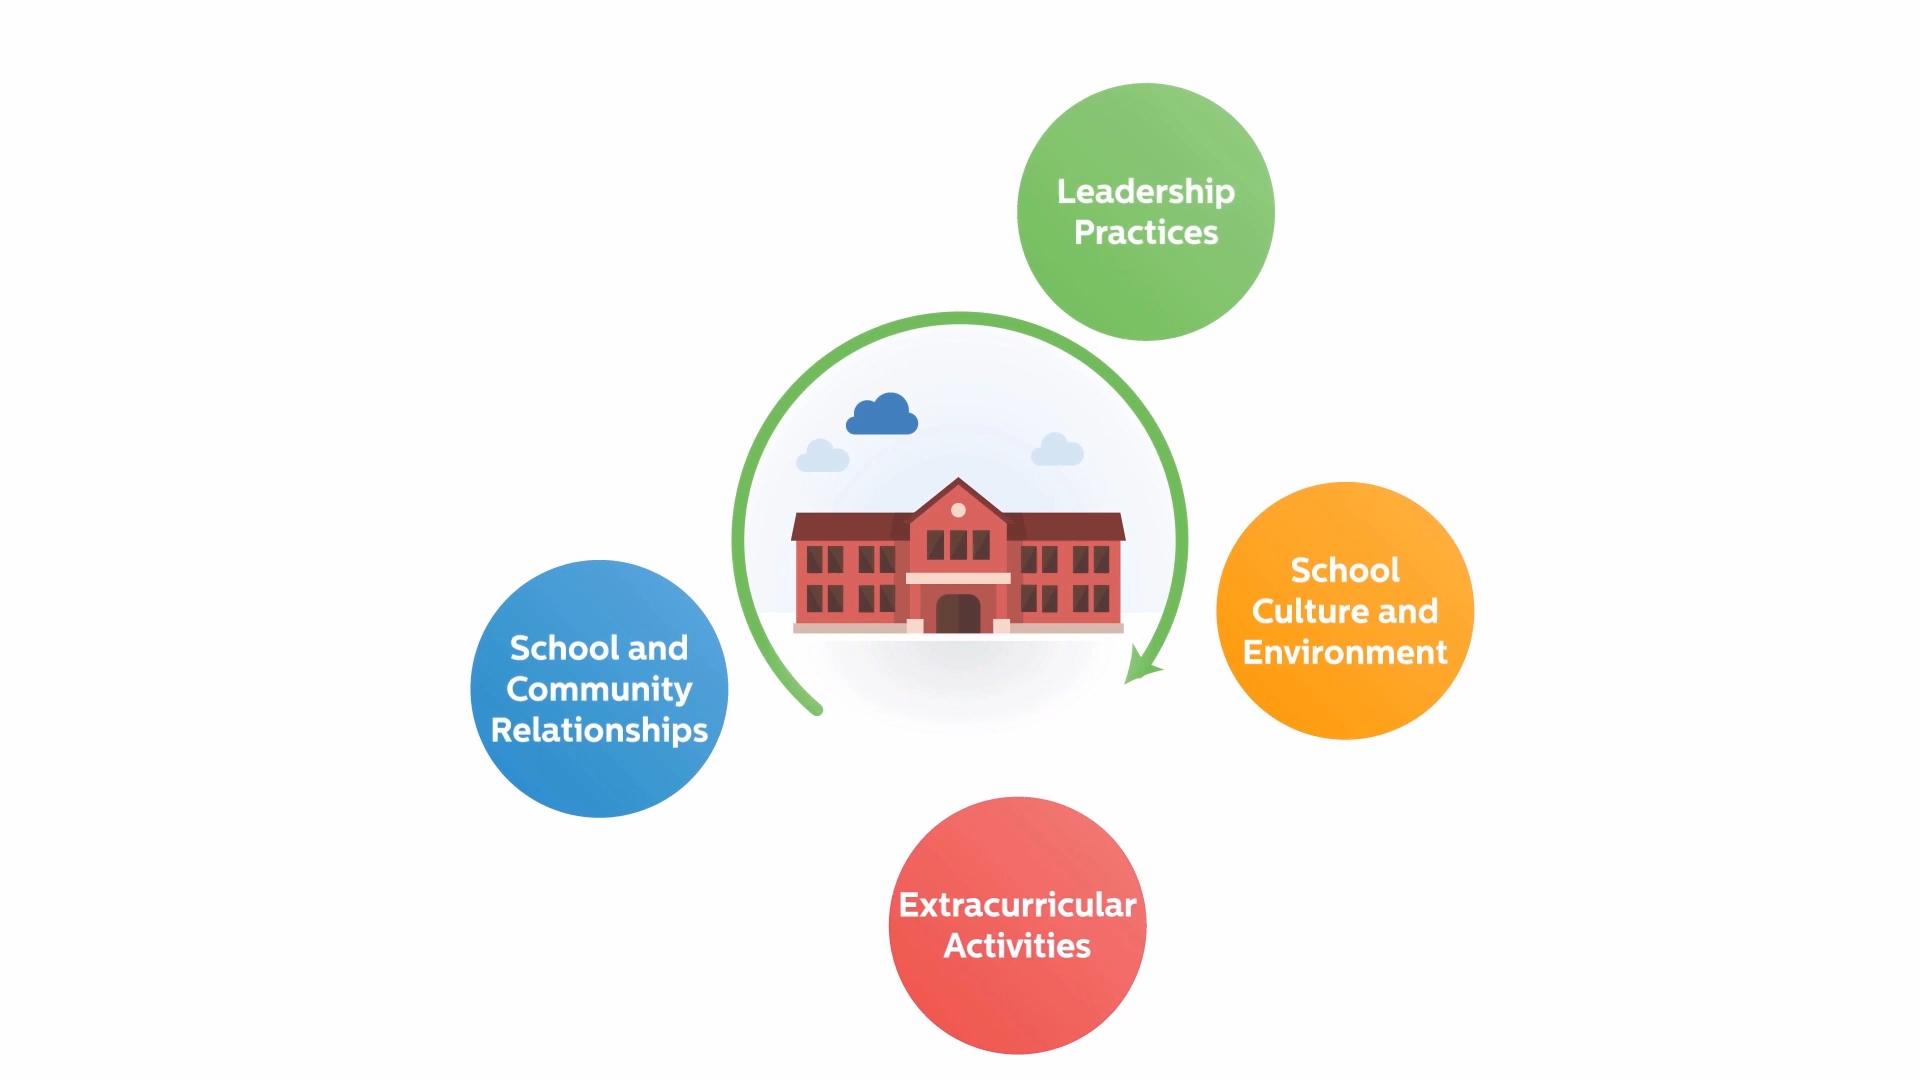 Leadership
Practices
School
Culture and
Environment
School and
Community
Relationships
Extracurricular
Activities